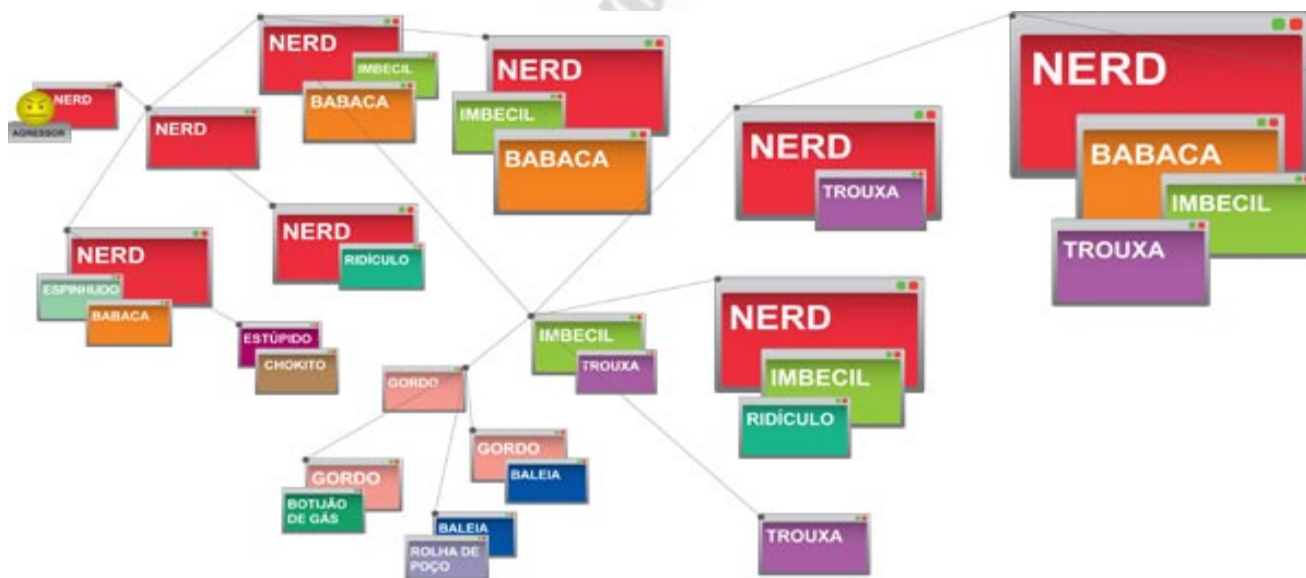 NERD
AGRESSOR
NERD
NERD
IMBECIL
BABACA
NERD
IMBECIL
BABACA
NERD
TROUXA
NERD
BABACA
IMBECIL
TROUXA
NERD
RIDÍCULO
NERD
ESPINHUDO
BABACA
ESTÚPIDO
CHOKITO
IMBECIL
TROUXA
NERD
IMBECIL
RIDÍCULO
GORDO
GORDO
BALEIA
GORDO
BOTIJÃO
DE GÁS
BALEIA
ROLHA DE
POÇO
TROUXA